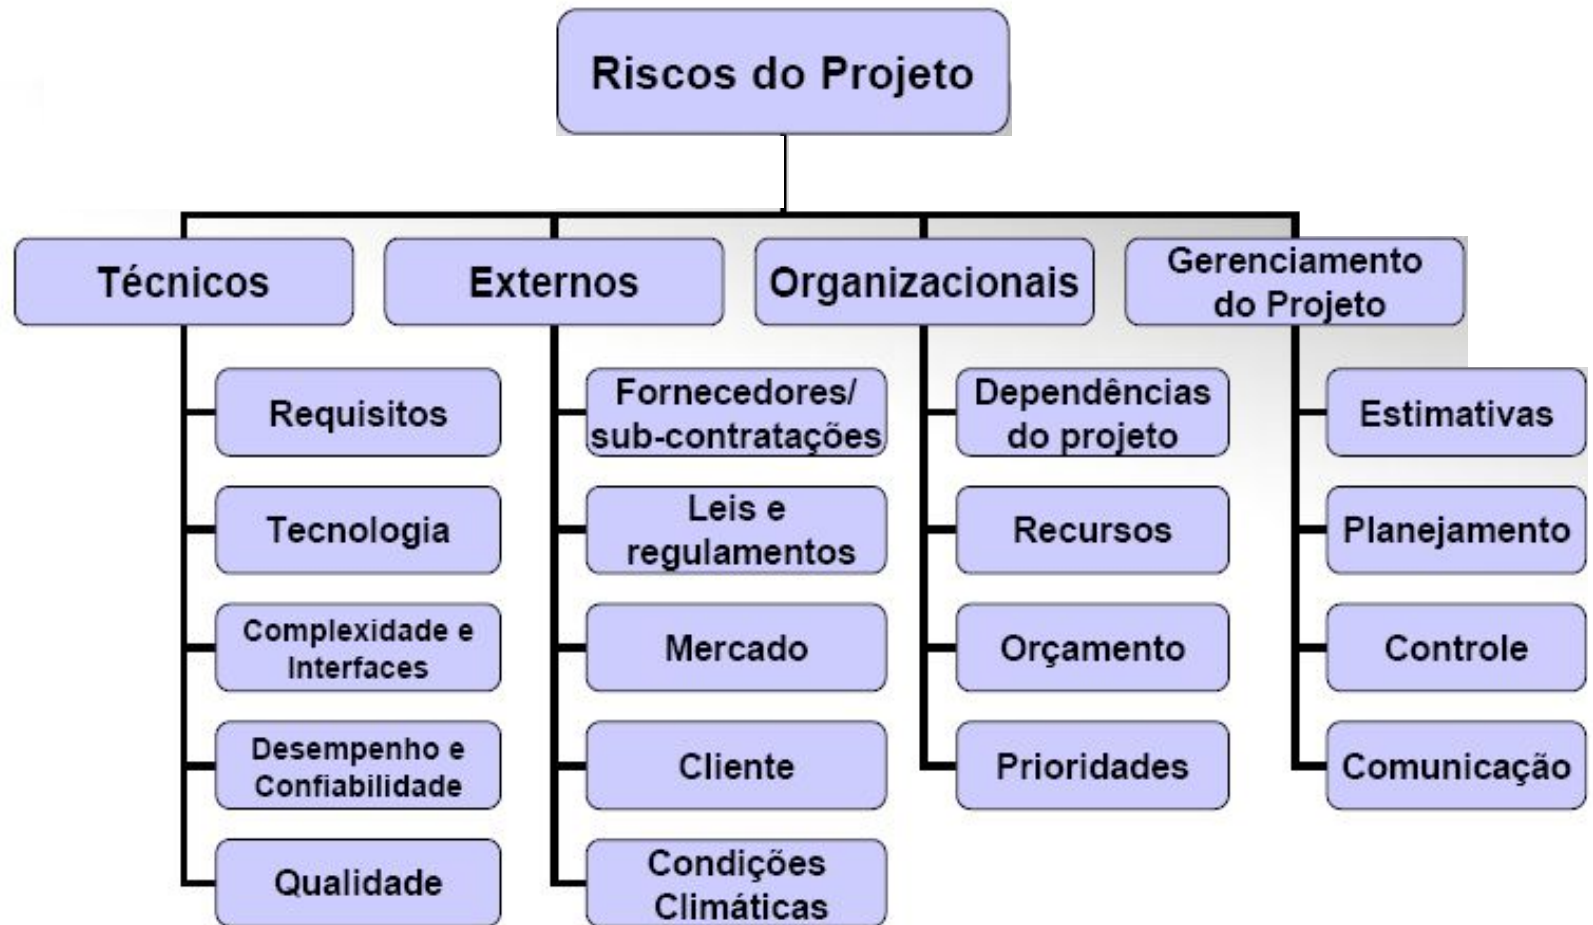 Riscos do Projeto
Técnicos
Requisitos
Tecnologia
Complexidade e
Interfaces
Desempenho e
Confiabilidade
Qualidade
Externos
Fornecedores/
sub-contratações
Leis e
regulamentos
Mercado
Cliente
Condições
Climáticas
Organizacionais
Dependências
do projeto
Recursos
Orçamento
Prioridades
Gerenciamento
do Projeto
Estimativas
Planejamento
Controle
Comunicação